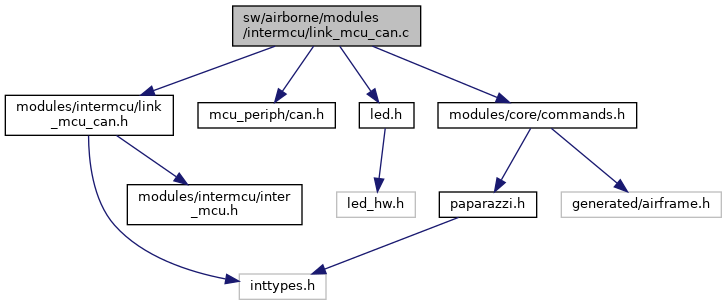 sw/airborne/modules
/intermcu/link_mcu_can.c
modules/intermcu/link
_mcu_can.h
mcu_periph/can.h
led.h
modules/core/commands.h
modules/intermcu/inter
_mcu.h
led_hw.h
paparazzi.h
generated/airframe.h
inttypes.h